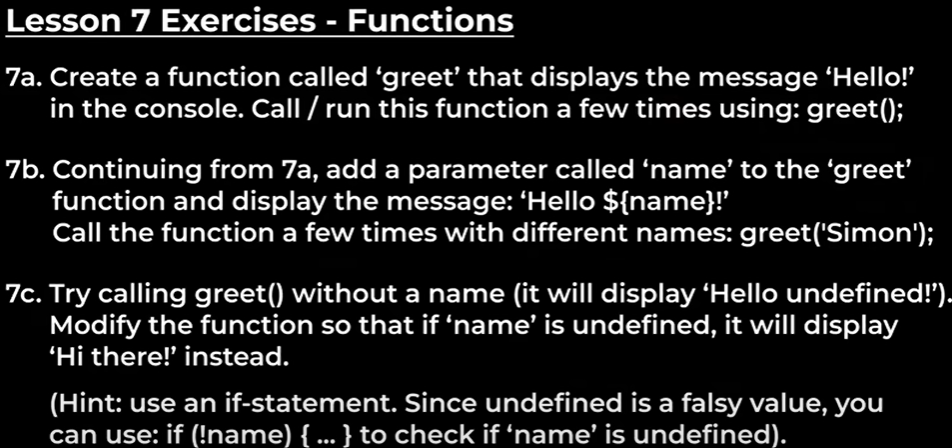 Lesson 7 Exercises - Functions
7a. Create a function called ‘greet’ that displays the message ‘Hello!’
in the console. Call / run this function a few times using: greet();
7b. Continuing from 7a, add a parameter called ‘name’ to the ‘greet’
function and display the message: ‘Hello ${name}!’
Call the function a few times with different names: greet('Simon');
7c. Try calling greet() without a name (it will display ‘Hello undefined!’).
Modify the function so that if ‘name’ is undefined, it will display
‘Hi there!’ instead.
(Hint: use an if-statement. Since undefined is a falsy value, you
can use: if (!name) { ... } to check if ‘name’ is undefined).